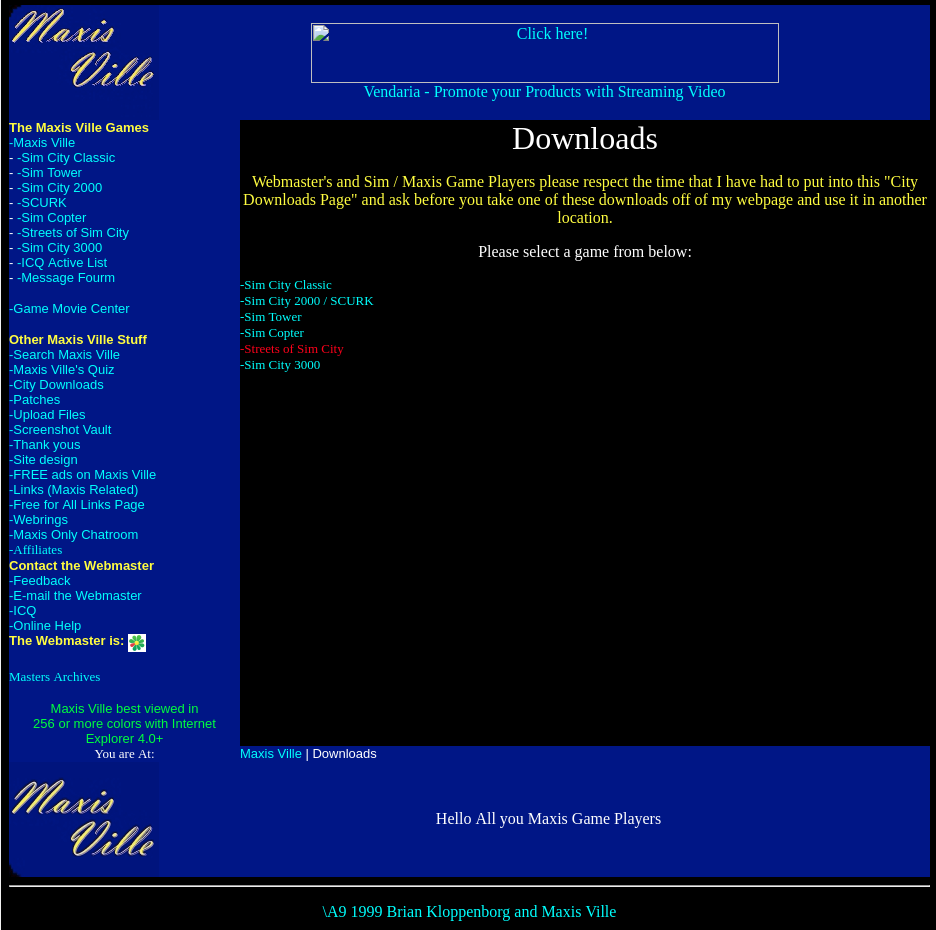 Maxis
Ville
Click here!
Vendaria - Promote your Products with Streaming Video
The Maxis Ville Games
-Maxis Ville
- -Sim City Classic
- -Sim Tower
- -Sim City 2000
- -SCURK
- -Sim Copter
- -Streets of Sim City
- -Sim City 3000
- -ICQ Active List
- -Message Fourm
-Game Movie Center
Other Maxis Ville Stuff
-Search Maxis Ville
-Maxis Ville's Quiz
-City Downloads
-Patches
-Upload Files
-Screenshot Vault
-Thank yous
-Site design
-FREE ads on Maxis Ville
-Links (Maxis Related)
-Free for All Links Page
-Webrings
-Maxis Only Chatroom
-Affiliates
Contact the Webmaster
-Feedback
-E-mail the Webmaster
-ICQ
-Online Help
The Webmaster is:
Masters Archives
Maxis Ville best viewed in
256 or more colors with Internet
Explorer 4.0+
You are At:
Downloads
Webmaster's and Sim / Maxis Game Players please respect the time that I have had to put into this "City
Downloads Page" and ask before you take one of these downloads off of my webpage and use it in another
location.
Please select a game from below:
-Sim City Classic
-Sim City 2000 / SCURK
-Sim Tower
-Sim Copter
-Streets of Sim City
-Sim City 3000
Maxis Ville | Downloads
Maxis
Ville
Hello All you Maxis Game Players
\A9 1999 Brian Kloppenborg and Maxis Ville